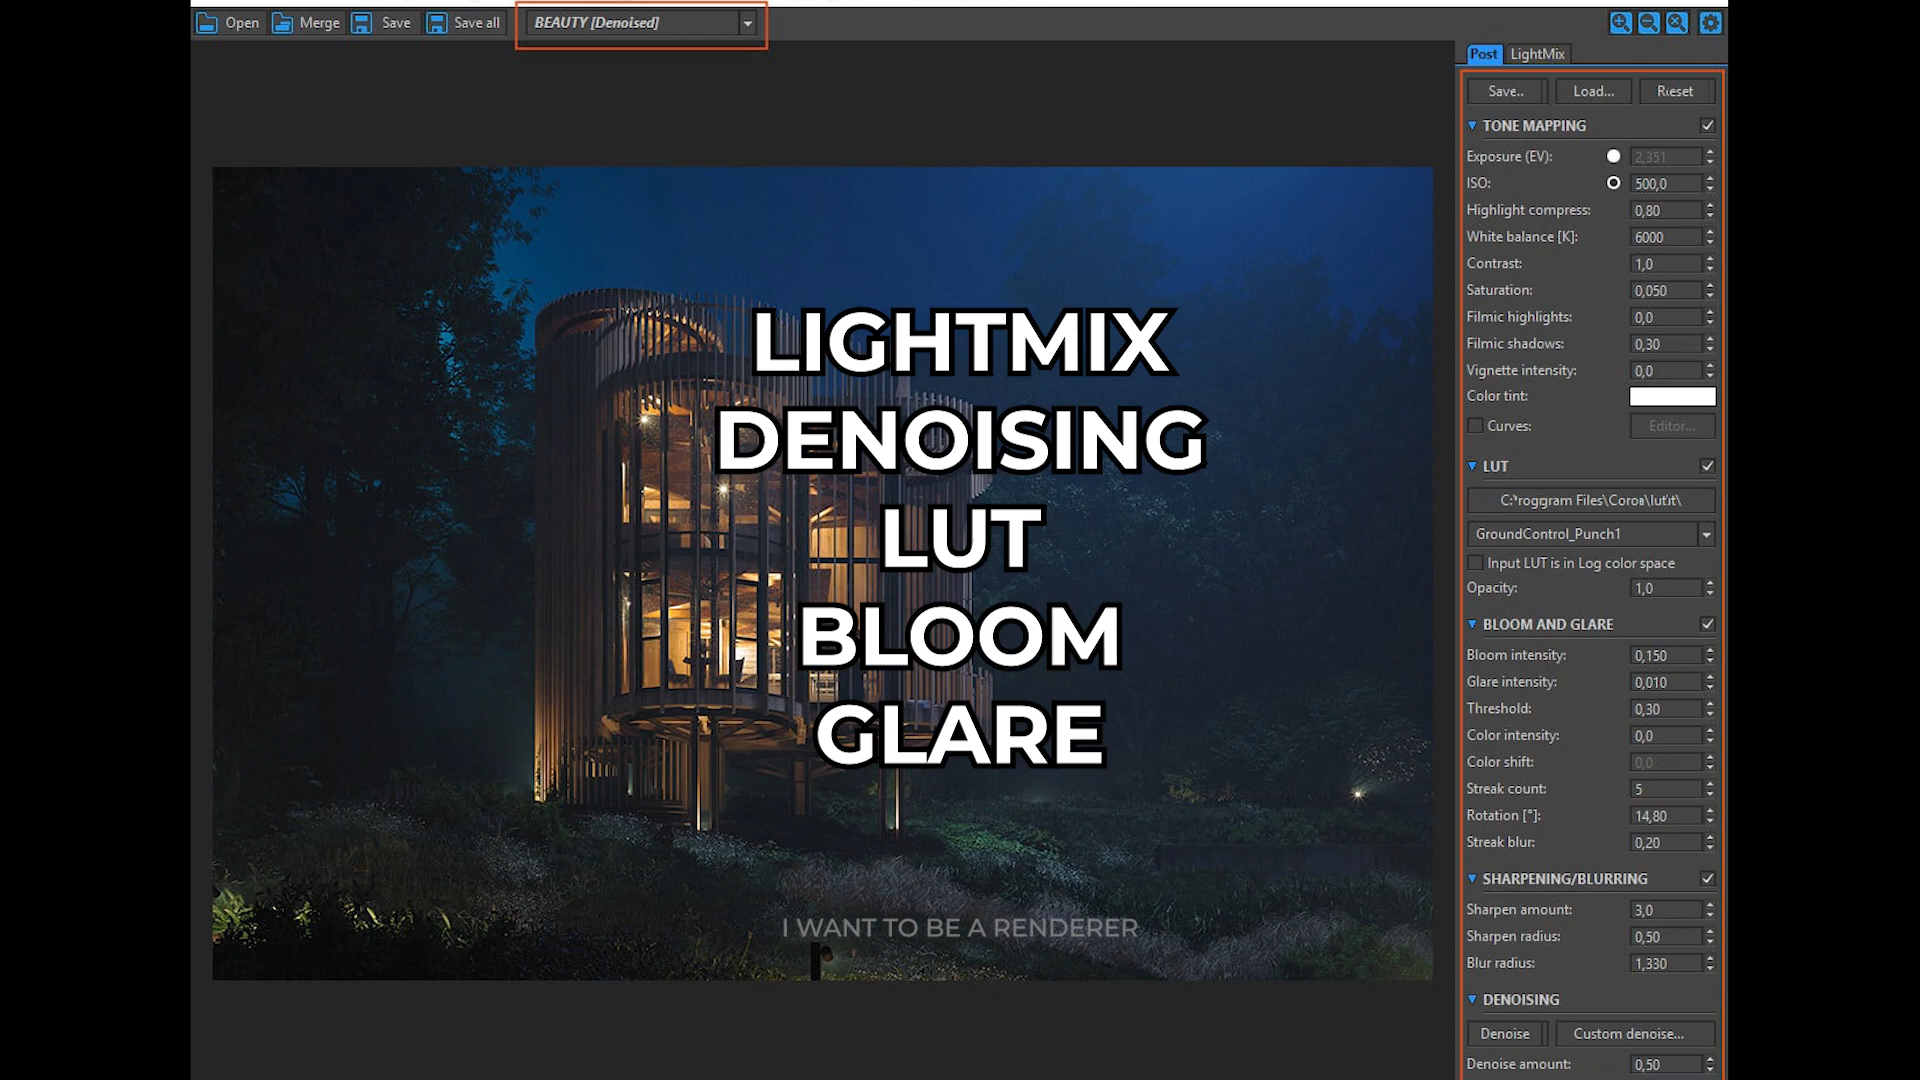 Open Merge Save Save all BEAUTY [Denoised]
Post LightMix
Save.. Load... Reset
TONE MAPPING
Exposure (EV): 2,351
ISO: 500,0
Highlight compress: 0,80
White balance [K]: 6000
Contrast: 1,0
Saturation: 0,050
Filmic highlights: 0,0
Filmic shadows: 0,30
Vignette intensity: 0,0
Color tint:
Curves: Editor...
LUT
GroundControl_Punch1
Input LUT is in Log color space
Opacity: 1,0
BLOOM AND GLARE
Bloom intensity: 0,150
Glare intensity: 0,010
Threshold: 0,30
Color intensity: 0,0
Color shift: 0,0
Streak count: 5
Rotation [°]: 14,80
Streak blur: 0,20
SHARPENING/BLURRING
Sharpen amount: 3,0
Sharpen radius: 0,50
Blur radius: 1,330
DENOISING
Denoise Custom denoise...
Denoise amount: 0,50
LIGHTMIX
DENOISING
LUT
BLOOM
GLARE
I WANT TO BE A RENDERER